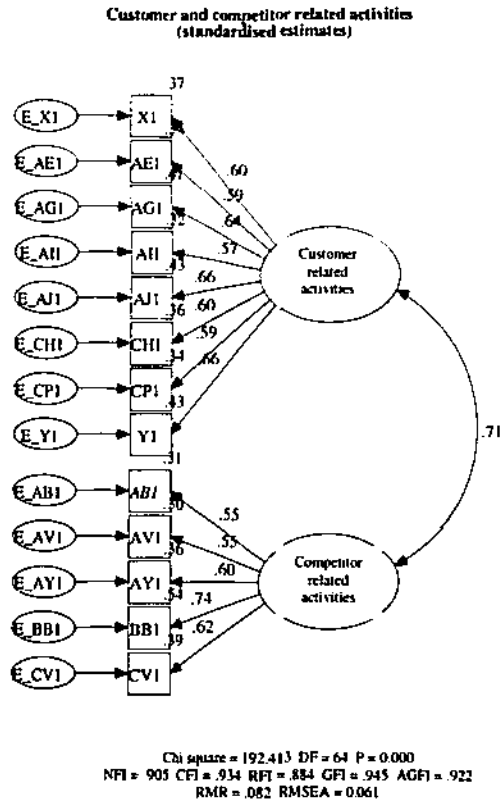 Customer and competitor related activities
(standardised estimates)
.37
E_X1 X1
.60
E_AE1 AE1
.59
E_AG1 AG1
.64
.57
E_AI1 AI1
.43
Customer
related
activities
.66
E_AJ1 AJ1
.36
.60
E_CH1 CH1
.59
.34
.66
E_CP1 CP1
.43
E_Y1 Y1
.71
.31
E_AB1 AB1
.30
.55
E_AV1 AV1
.55
.36
.60
E_AY1 AY1
.54
Competitor
related
activities
.74
E_BB1 BB1
.39
.62
E_CV1 CV1
Chi square = 192.413 DF = 64 P = 0.000
NFI = .905 CFI = .934 RFI = .884 GFI = .945 AGFI = .922
RMR = .082 RMSEA = 0.061